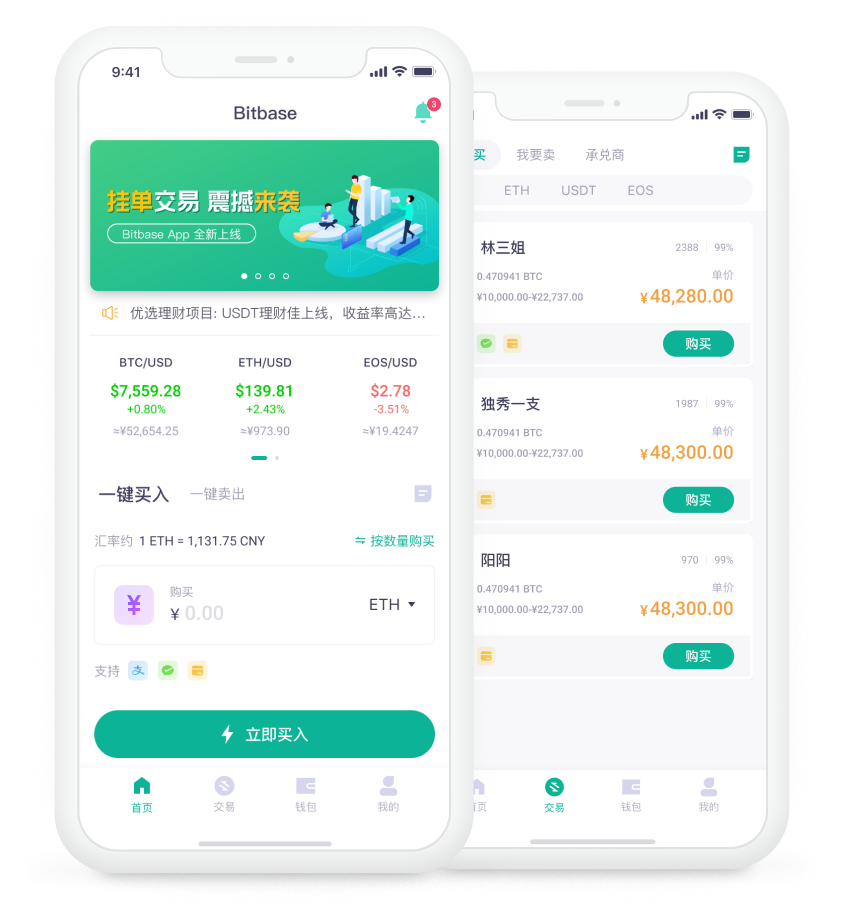 9:41
Bitbase
3
挂单交易 震撼来袭
Bitbase App 全新上线
优选理财项目: USDT理财佳上线，收益率高达...
BTC/USD ETH/USD EOS/USD
$7,559.28 $139.81 $2.78
+0.80% +2.43% -3.51%
≈¥52,654.25 ≈¥973.90 ≈¥19.4247
一键买入 一键卖出
汇率约 1 ETH = 1,131.75 CNY ⇋ 按数量购买
购买
¥ ¥ 0.00 ETH
支持 支
立即买入
首页 交易 钱包 我的
买 我要卖 承兑商
ETH USDT EOS
林三姐 2388 99%
0.470941 BTC 单价
¥10,000.00-¥22,737.00 ¥48,280.00
购买
独秀一支 1987 99%
0.470941 BTC 单价
¥10,000.00-¥22,737.00 ¥48,300.00
购买
阳阳 970 99%
0.470941 BTC 单价
¥10,000.00-¥22,737.00 ¥48,300.00
购买
页 交易 钱包 我的